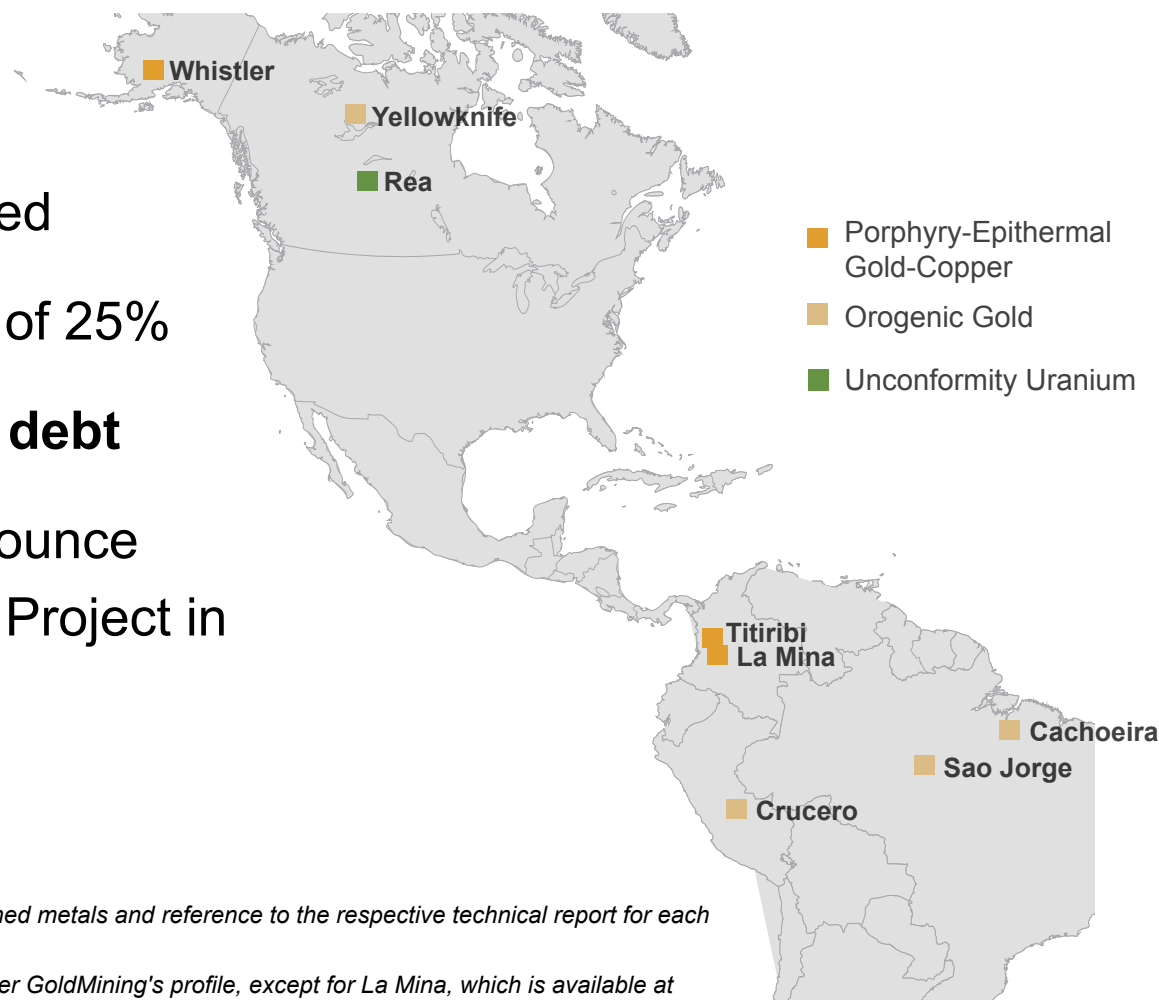 Whistler
Yellowknife
Rea
ed
of 25%
debt
ounce
Project in
Porphyry-Epithermal
Gold-Copper
Orogenic Gold
Unconformity Uranium
Titiribi
La Mina
Cachoeira
Sao Jorge
Crucero
ned metals and reference to the respective technical report for each
er GoldMining's profile, except for La Mina, which is available at